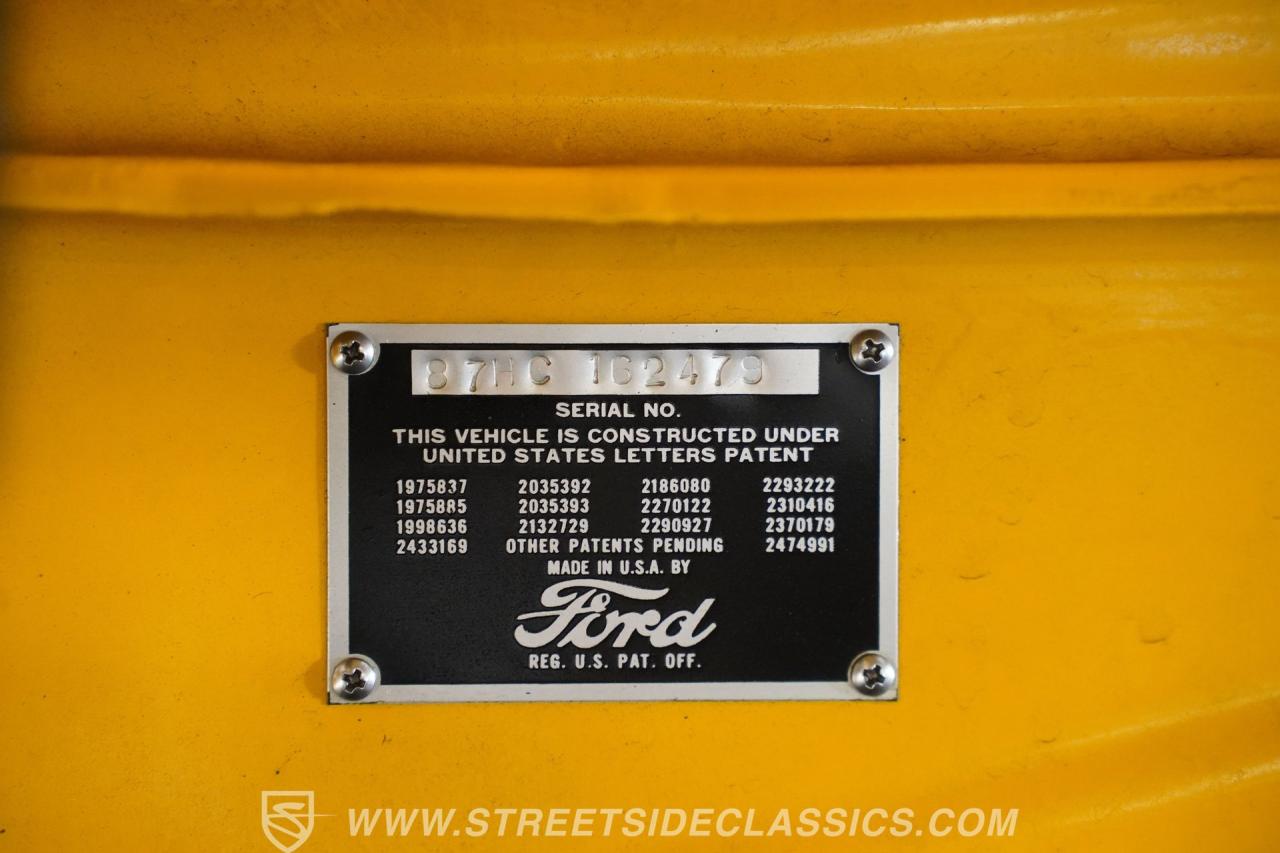 87HC 162479
SERIAL NO.
THIS VEHICLE IS CONSTRUCTED UNDER
UNITED STATES LETTERS PATENT
1975837 2035392 2186080 2293222
1975885 2035393 2270122 2310416
1998636 2132729 2290927 2370179
2433169 OTHER PATENTS PENDING 2474991
MADE IN U.S.A. BY
Ford
REG. U.S. PAT. OFF.
WWW.STREETSIDECLASSICS.COM